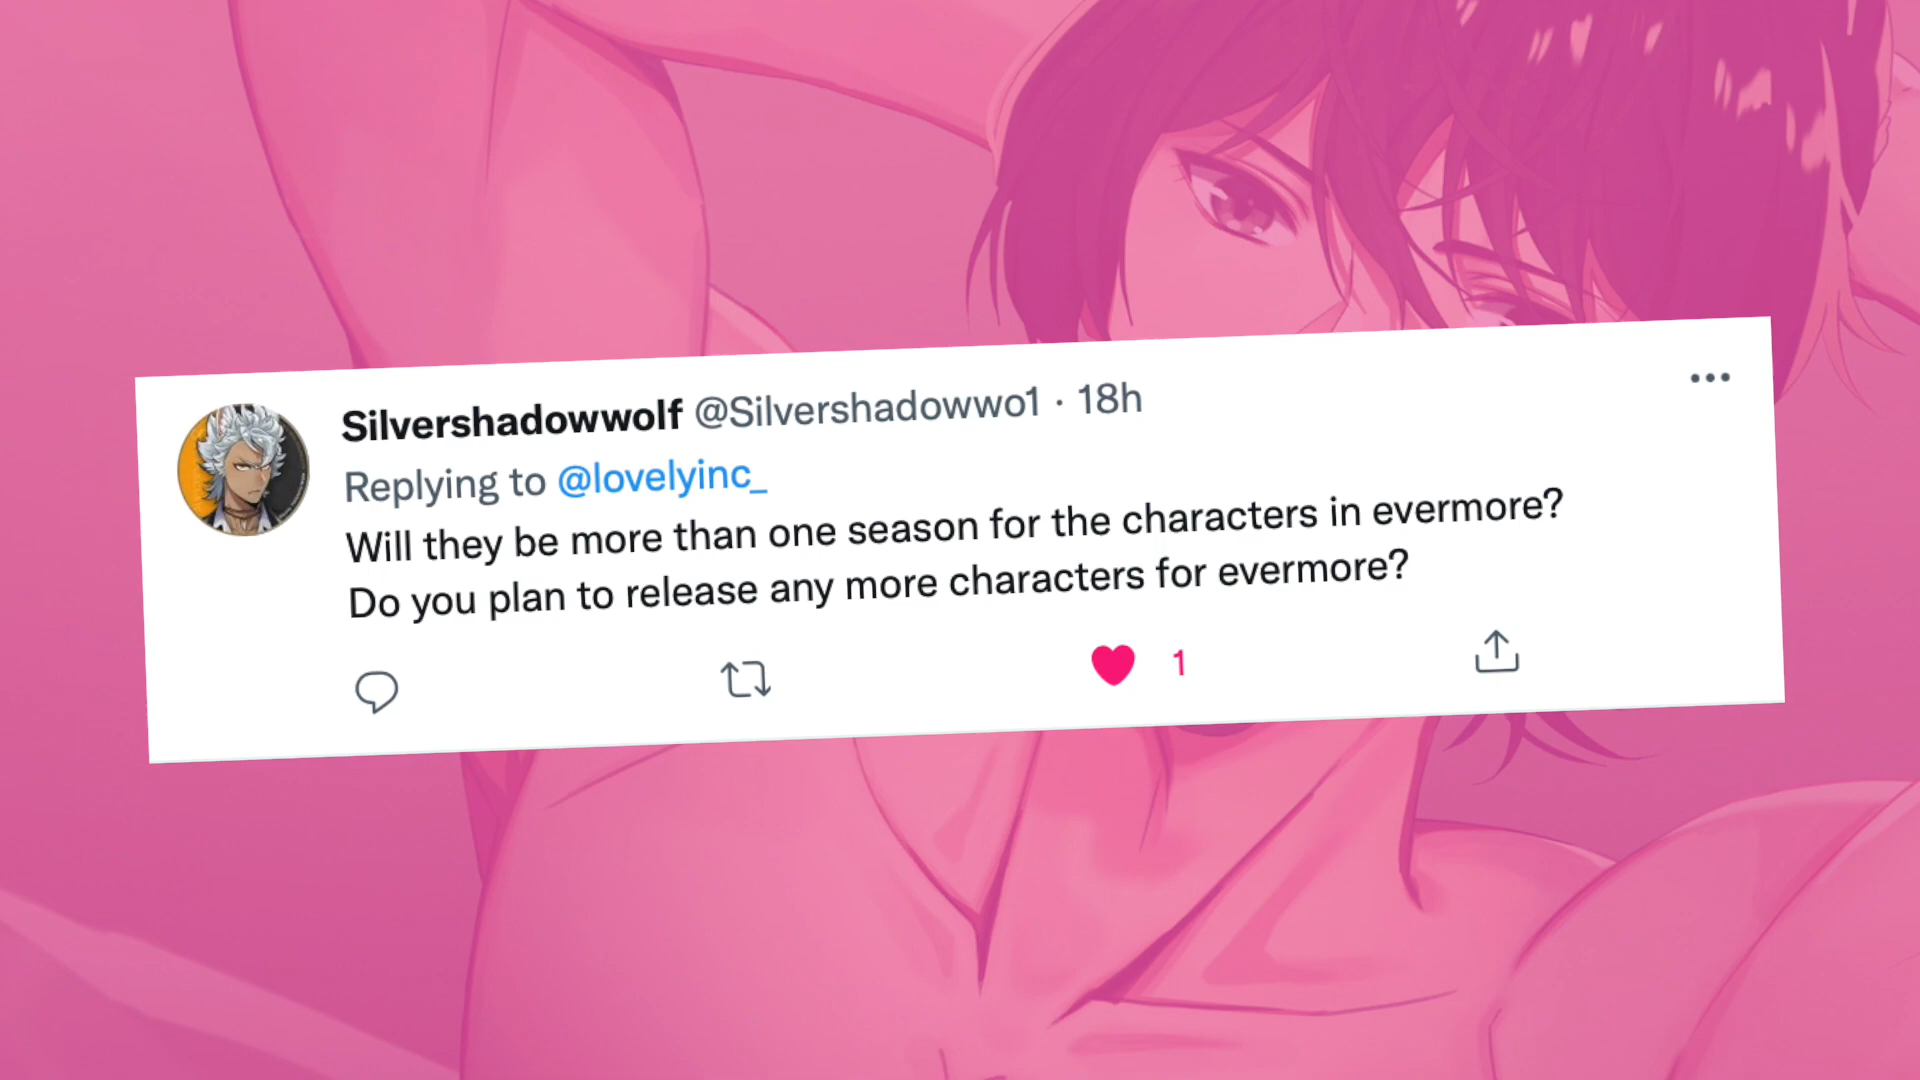 Silvershadowwolf @Silvershadowwo1 · 18h
Replying to @lovelyinc_
Will they be more than one season for the characters in evermore?
Do you plan to release any more characters for evermore?
1